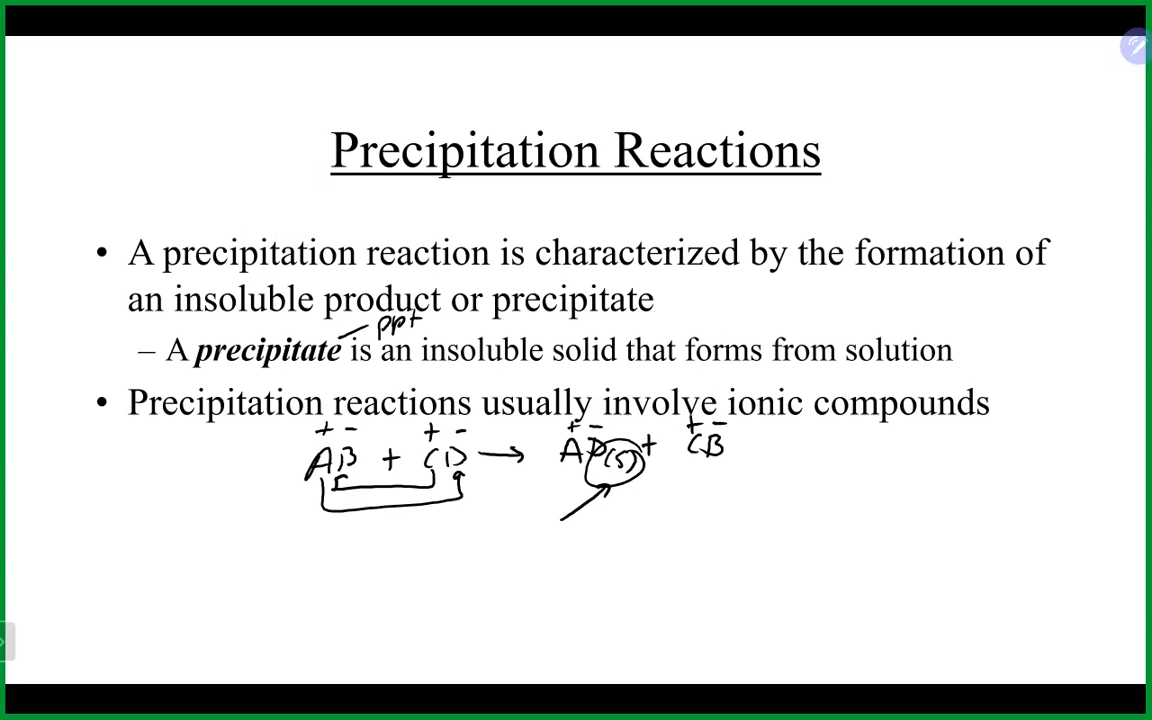 Precipitation Reactions
• A precipitation reaction is characterized by the formation of
an insoluble product or precipitate
ppt
– A precipitate is an insoluble solid that forms from solution
• Precipitation reactions usually involve ionic compounds
+ - + - + - + -
AB + CD → AD(s) + CB